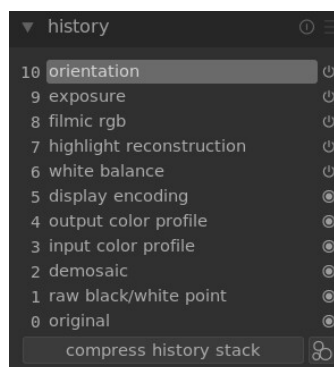 history
10 orientation
9 exposure
8 filmic rgb
7 highlight reconstruction
6 white balance
5 display encoding
4 output color profile
3 input color profile
2 demosaic
1 raw black/white point
0 original
compress history stack